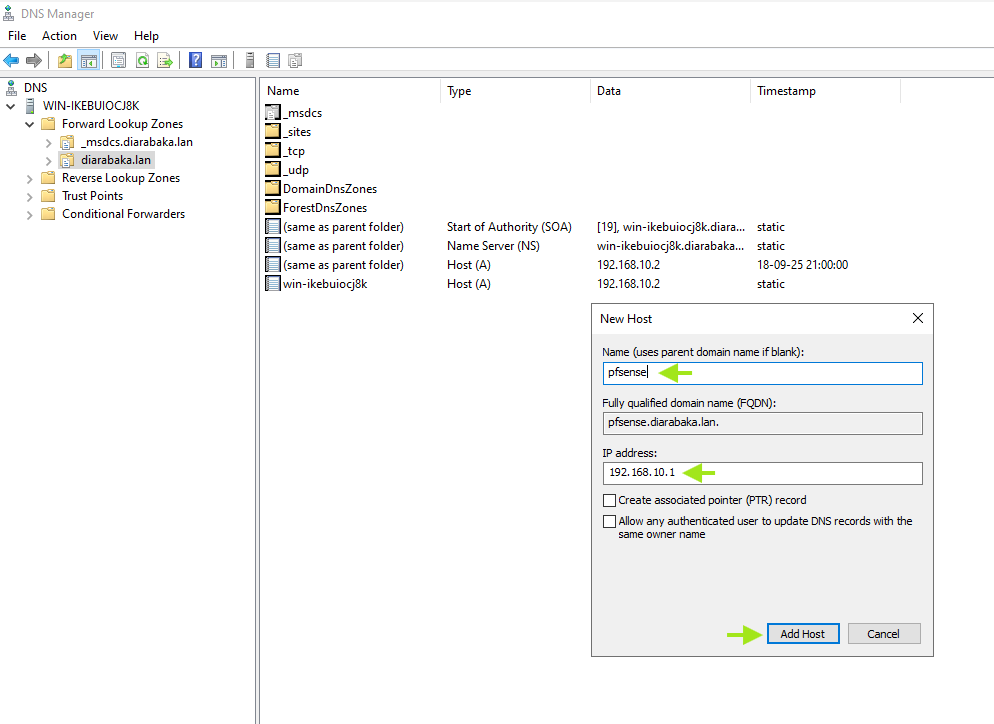 DNS Manager
File Action View Help
DNS
WIN-IKEBUIOCJ8K
Forward Lookup Zones
_msdcs.diarabaka.lan
diarabaka.lan
Reverse Lookup Zones
Trust Points
Conditional Forwarders
Name Type Data Timestamp
_msdcs
_sites
_tcp
_udp
DomainDnsZones
ForestDnsZones
(same as parent folder) Start of Authority (SOA) [19], win-ikebuiocj8k.diara... static
(same as parent folder) Name Server (NS) win-ikebuiocj8k.diarabaka... static
(same as parent folder) Host (A) 192.168.10.2 18-09-25 21:00:00
win-ikebuiocj8k Host (A) 192.168.10.2 static
New Host
Name (uses parent domain name if blank):
pfsense
Fully qualified domain name (FQDN):
pfsense.diarabaka.lan.
IP address:
192.168.10.1
Create associated pointer (PTR) record
Allow any authenticated user to update DNS records with the
same owner name
Add Host Cancel